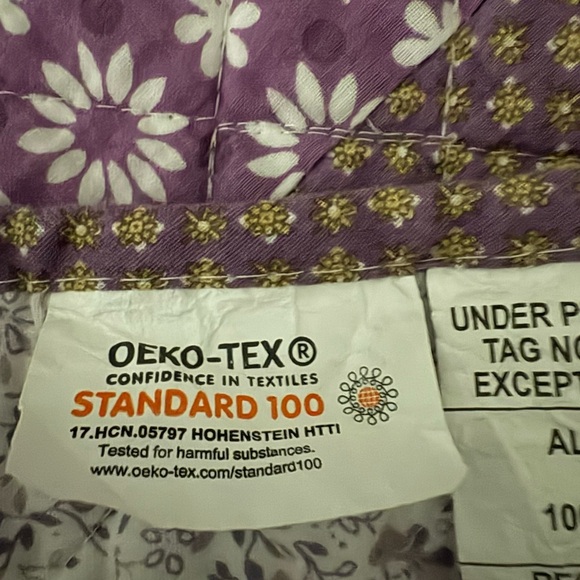 OEKO-TEX®
CONFIDENCE IN TEXTILES
STANDARD 100
17.HCN.05797 HOHENSTEIN HTTI
Tested for harmful substances.
www.oeko-tex.com/standard100
UNDER P
TAG NO
EXCEPT
AL
10